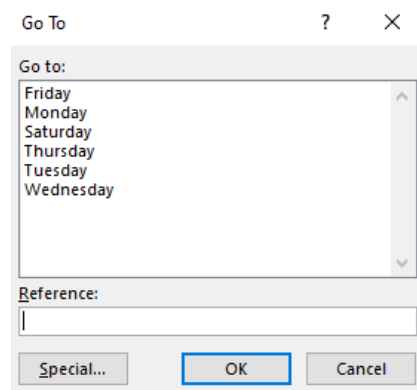 Go To ?
Go to:
Friday
Monday
Saturday
Thursday
Tuesday
Wednesday
Reference:
Special... OK Cancel